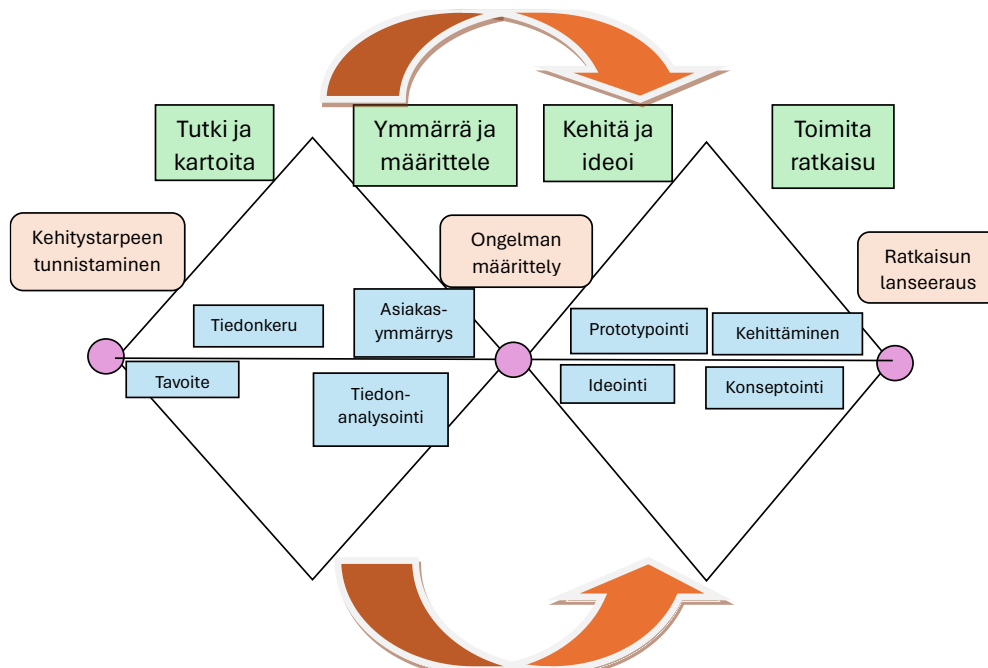 Tutki ja
kartoita
Ymmärrä ja
määrittele
Kehitä ja
ideoi
Toimita
ratkaisu
Kehitystarpeen
tunnistaminen
Ongelman
määrittely
Ratkaisun
lanseeraus
Tiedonkeru
Asiakas-
ymmärrys
Prototypointi
Kehittäminen
Tavoite
Tiedon-
analysointi
Ideointi
Konseptointi